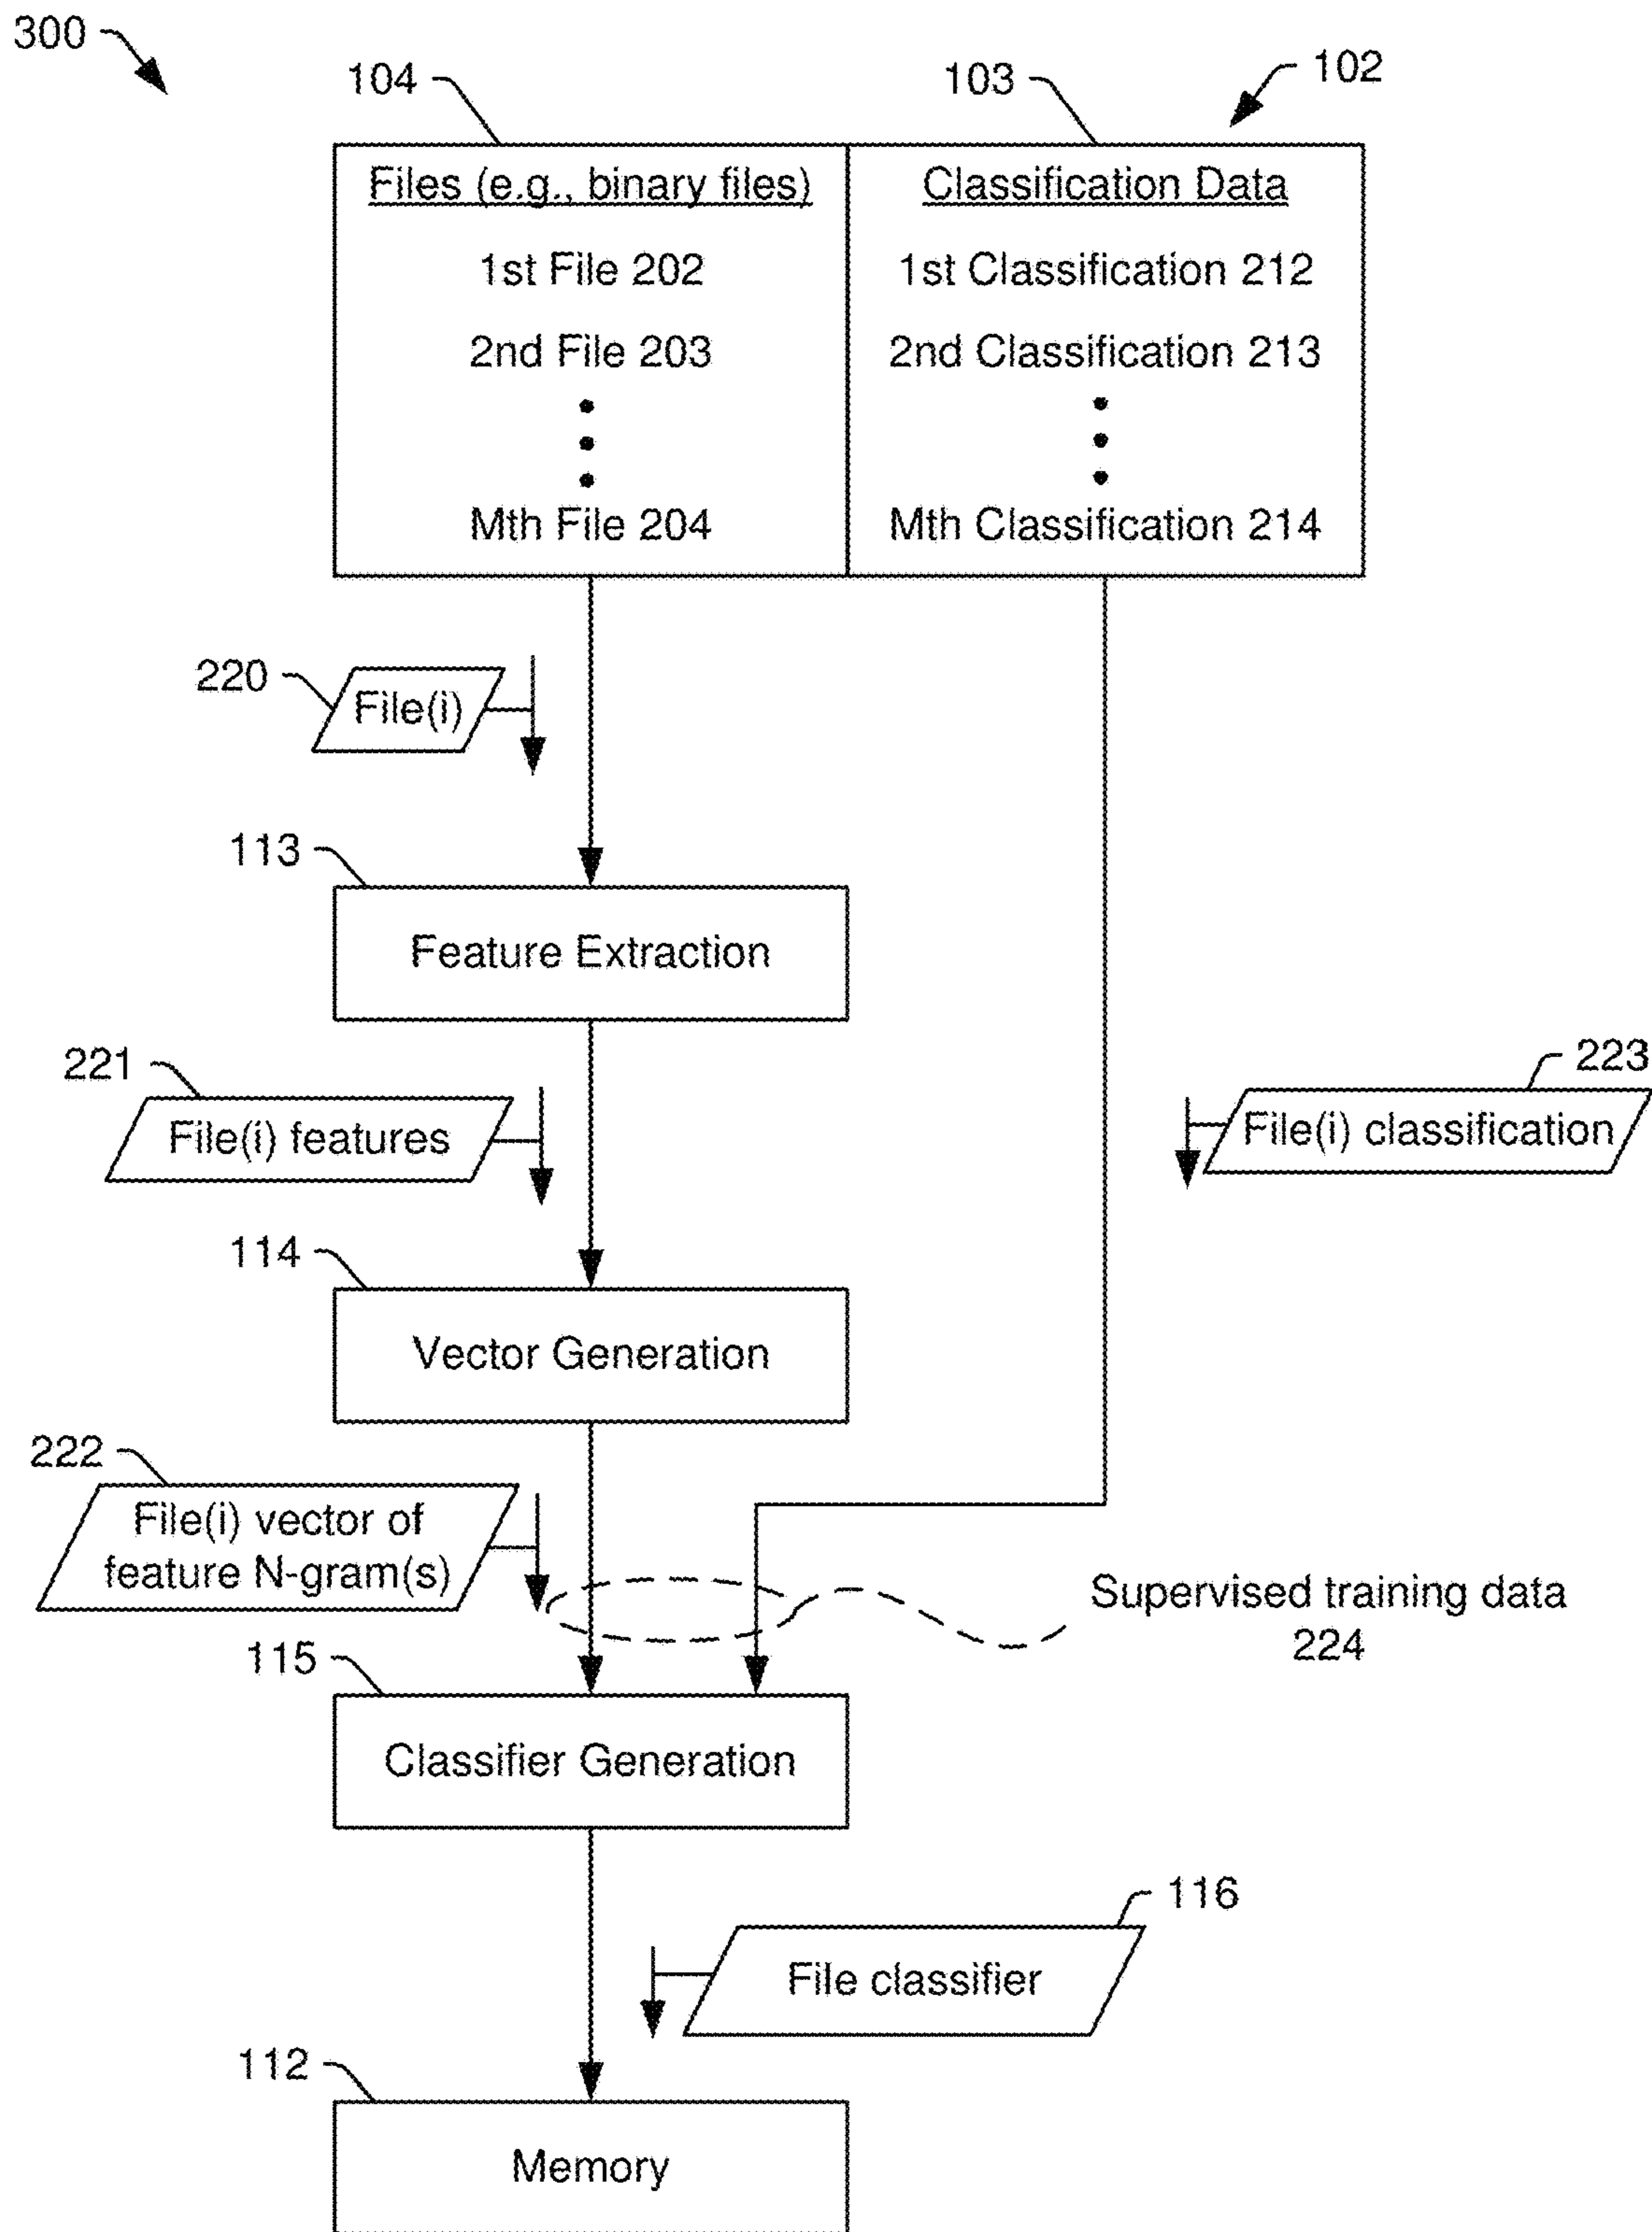 300
104
103
102
Files (e.g., binary files)
Classification Data
1st File 202
1st Classification 212
2nd File 203
2nd Classification 213
Mth File 204
Mth Classification 214
220
File(i)
113
Feature Extraction
221
File(i) features
223
File(i) classification
114
Vector Generation
222
File(i) vector of
feature N-gram(s)
Supervised training data
224
115
Classifier Generation
116
File classifier
112
Memory